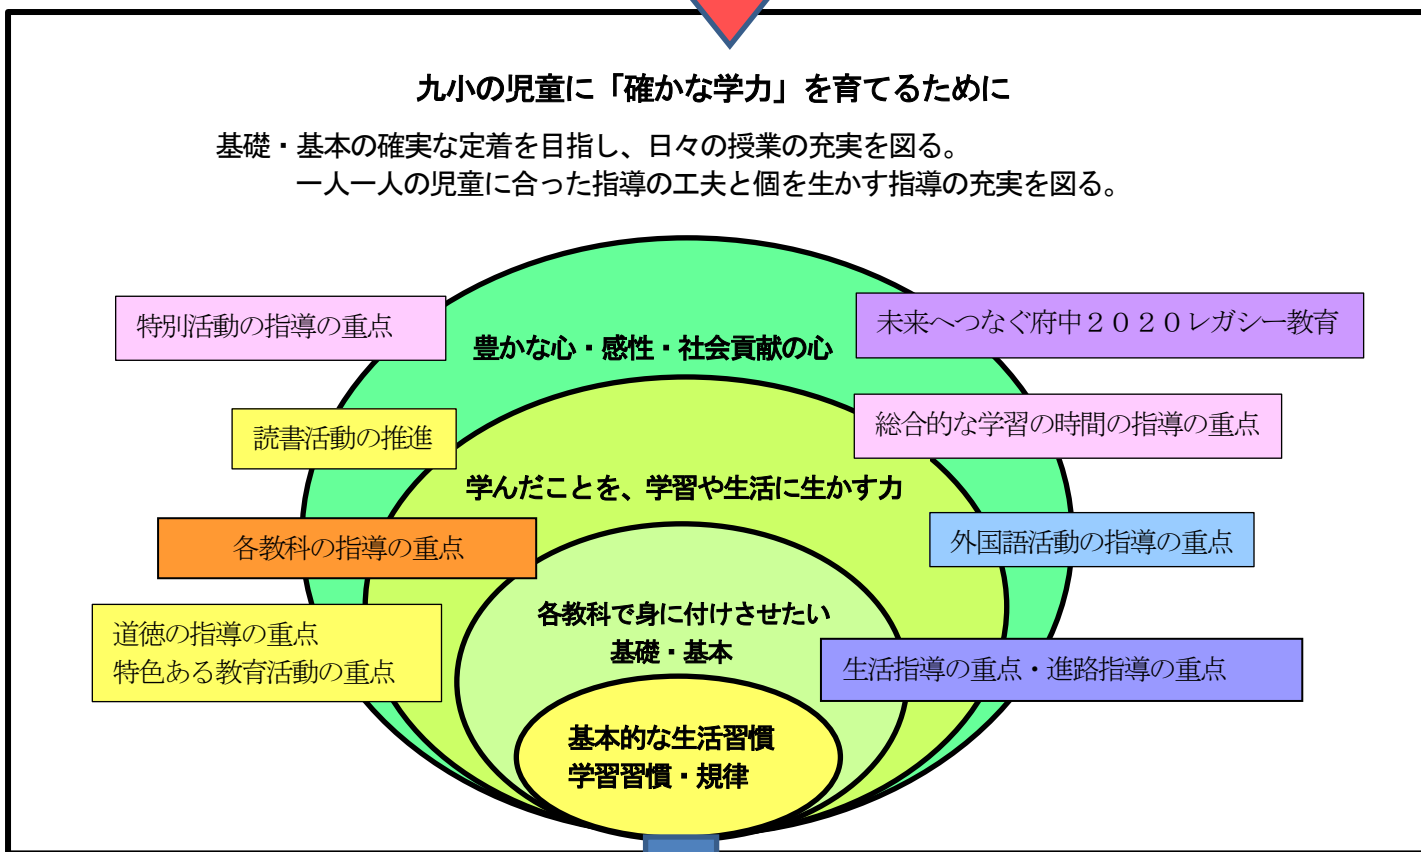 九小の児童に「確かな学力」を育てるために
基礎・基本の確実な定着を目指し、日々の授業の充実を図る。
一人一人の児童に合った指導の工夫と個を生かす指導の充実を図る。
特別活動の指導の重点
未来へつなぐ府中２０２０レガシー教育
豊かな心・感性・社会貢献の心
読書活動の推進
総合的な学習の時間の指導の重点
学んだことを、学習や生活に生かす力
各教科の指導の重点
外国語活動の指導の重点
各教科で身に付けさせたい
基礎・基本
道徳の指導の重点
特色ある教育活動の重点
生活指導の重点・進路指導の重点
基本的な生活習慣
学習習慣・規律